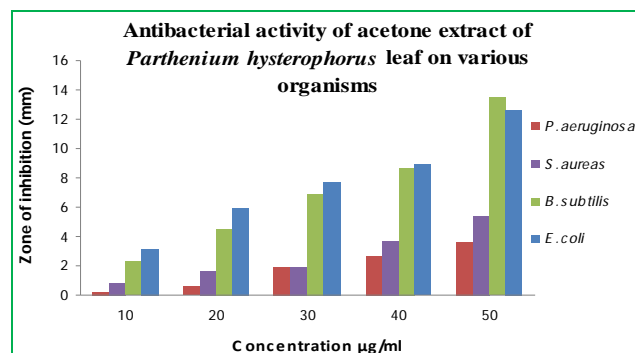 Antibacterial activity of acetone extract of
Parthenium hysterophorus leaf on various
organisms
Zone of inhibition (mm)
16
14
12
10
8
6
4
2
0
10 20 30 40 50
Concentration µg/ml
P.aeruginosa
S.aureas
B.subtilis
E.coli